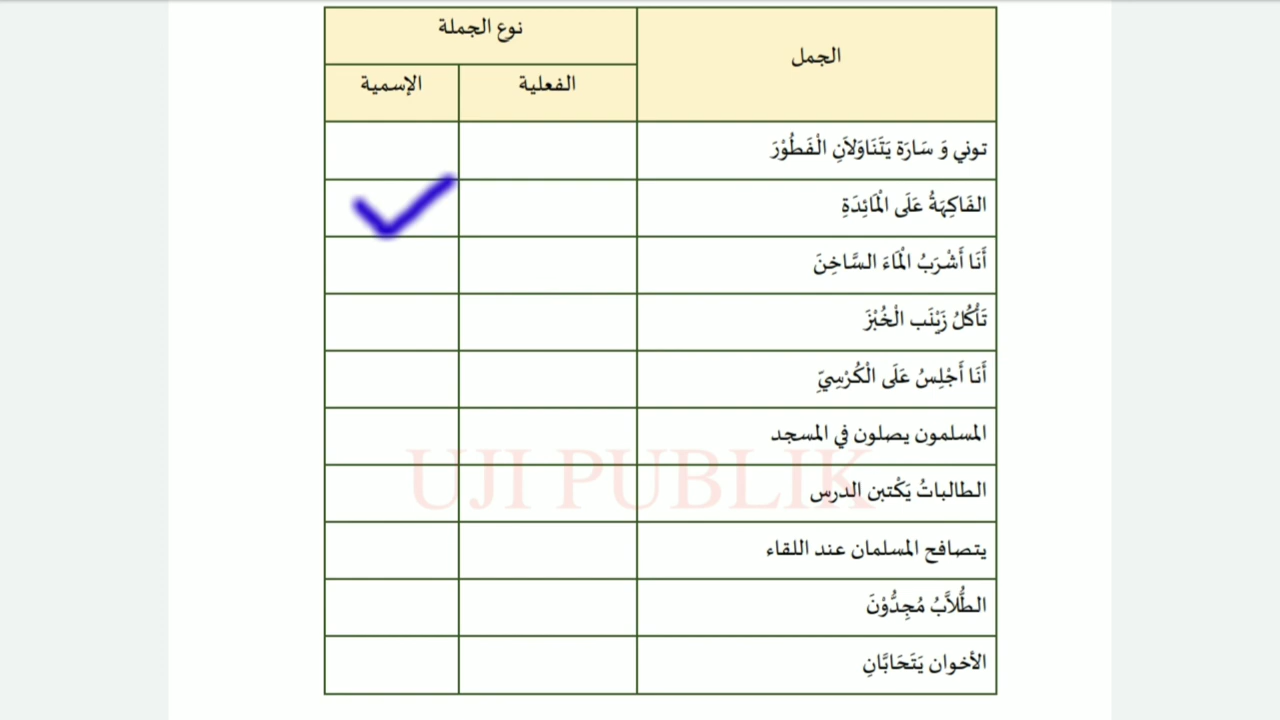 الجمل
نوع الجملة
الفعلية
الإسمية
توني وَ سَارَة يَتَنَاوَلاَنِ الْفَطُوْرَ
الفَاكِهَةُ عَلَى الْمَائِدَةِ
أَنَا أَشْرَبُ الْمَاءَ السَّاخِنَ
تَأْكُلُ زَيْنَب الْخُبْزَ
أَنَا أَجْلِسُ عَلَى الْكُرْسِيِّ
المسلمون يصلون في المسجد
الطالباتُ يَكْتبن الدرس
يتصافح المسلمان عند اللقاء
الطُّلاَّبُ مُجِدُّوْنَ
الأخوان يَتَحَابَّانِ
UJI PUBLIK